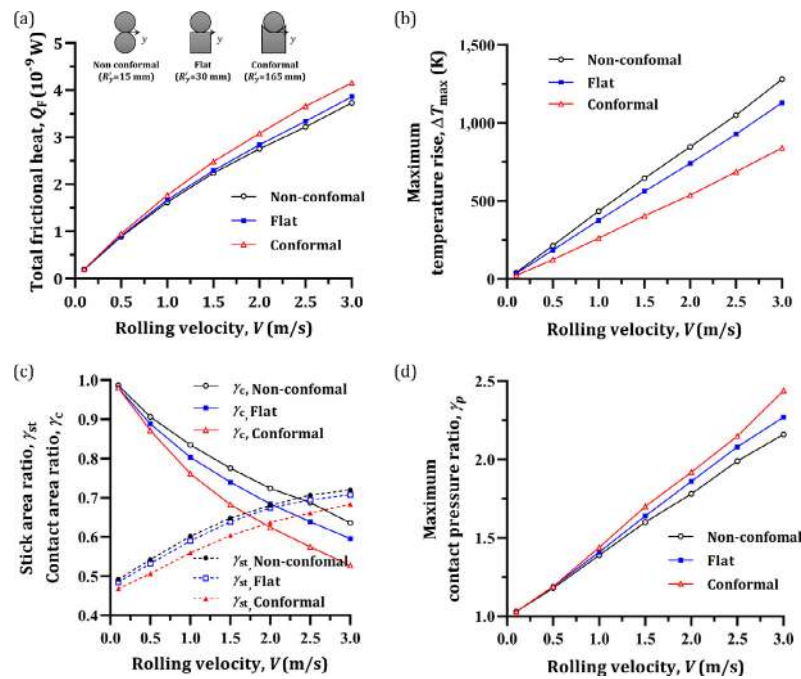 (a)
Non conformal
(R'y=15 mm)
y
Flat
(R'y=30 mm)
y
Conformal
(R'y=165 mm)
y
Total frictional heat, QF (10⁻⁹ W)
5
4
3
2
1
0
Non-confomal
Flat
Conformal
0.0 0.5 1.0 1.5 2.0 2.5 3.0
Rolling velocity, V (m/s)
(b)
Maximum
temperature rise, ΔTmax (K)
1,500
1,000
500
0
Non-confomal
Flat
Conformal
0.0 0.5 1.0 1.5 2.0 2.5 3.0
Rolling velocity, V (m/s)
(c)
Stick area ratio, γst
Contact area ratio, γc
1.0
0.9
0.8
0.7
0.6
0.5
0.4
γc, Non-confomal
γc, Flat
γc, Conformal
γst, Non-confomal
γst, Flat
γst, Conformal
0.0 0.5 1.0 1.5 2.0 2.5 3.0
Rolling velocity, V (m/s)
(d)
Maximum
contact pressure ratio, γp
2.5
2.0
1.5
1.0
Non-confomal
Flat
Conformal
0.0 0.5 1.0 1.5 2.0 2.5 3.0
Rolling velocity, V (m/s)